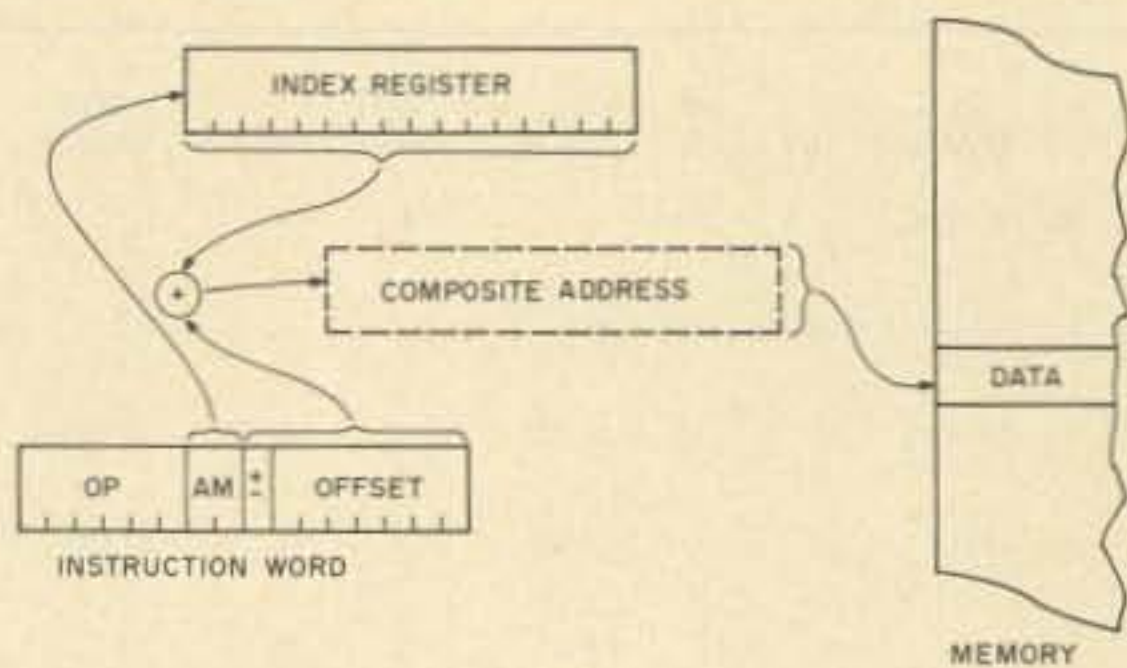 INDEX REGISTER
+
COMPOSITE ADDRESS
DATA
OP AM ± OFFSET
INSTRUCTION WORD
MEMORY